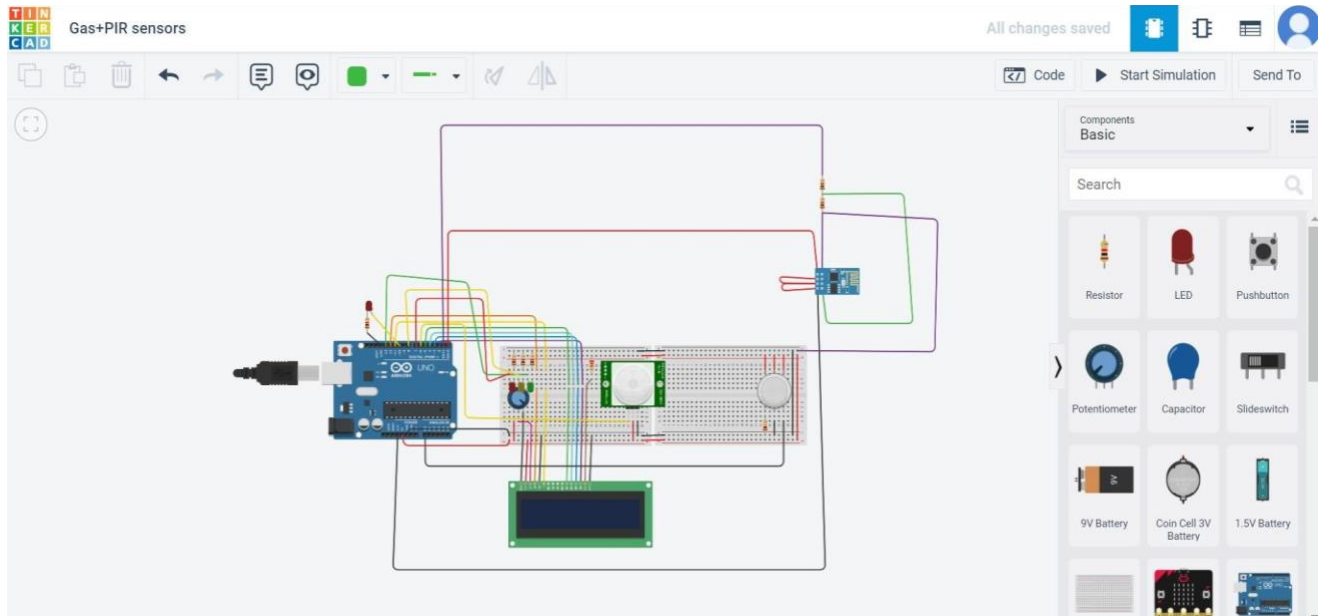 TIN
KER
CAD
Gas+PIR sensors
All changes saved
Code
Start Simulation
Send To
Components
Basic
Search
Resistor
LED
Pushbutton
Potentiometer
Capacitor
Slideswitch
9V Battery
Coin Cell 3V
Battery
1.5V Battery
UNO
9V